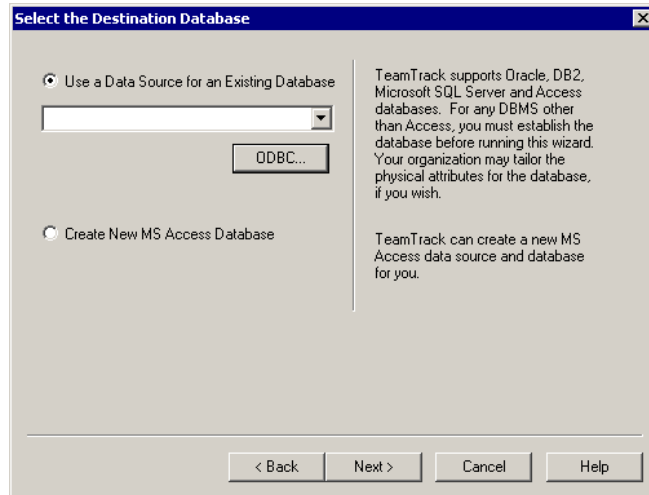 Select the Destination Database
Use a Data Source for an Existing Database
ODBC...
Create New MS Access Database
TeamTrack supports Oracle, DB2,
Microsoft SQL Server and Access
databases. For any DBMS other
than Access, you must establish the
database before running this wizard.
Your organization may tailor the
physical attributes for the database,
if you wish.
TeamTrack can create a new MS
Access data source and database
for you.
< Back
Next >
Cancel
Help